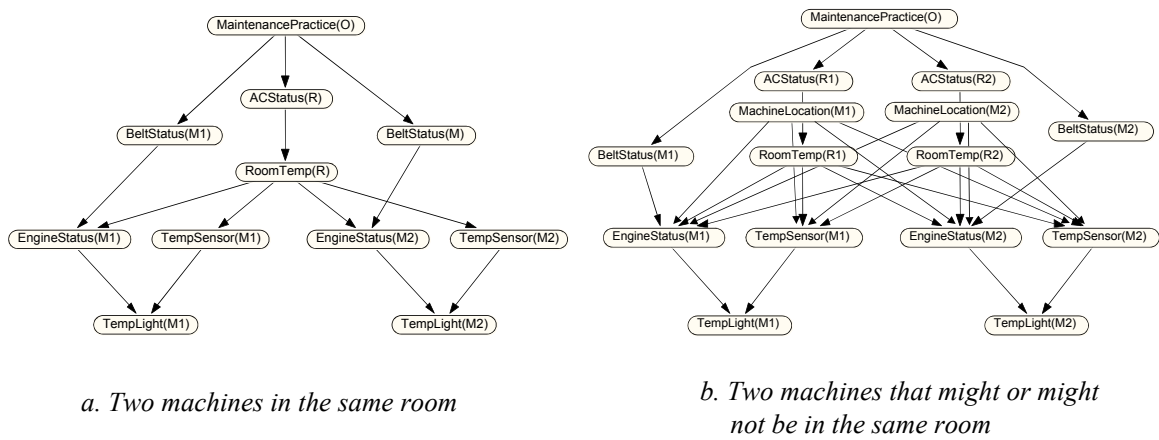 MaintenancePractice(O)
ACStatus(R)
BeltStatus(M1)
BeltStatus(M)
RoomTemp(R)
EngineStatus(M1)
TempSensor(M1)
EngineStatus(M2)
TempSensor(M2)
TempLight(M1)
TempLight(M2)
a. Two machines in the same room
MaintenancePractice(O)
ACStatus(R1)
ACStatus(R2)
MachineLocation(M1)
MachineLocation(M2)
BeltStatus(M2)
BeltStatus(M1)
RoomTemp(R1)
RoomTemp(R2)
EngineStatus(M1)
TempSensor(M1)
EngineStatus(M2)
TempSensor(M2)
TempLight(M1)
TempLight(M2)
b. Two machines that might or might
not be in the same room